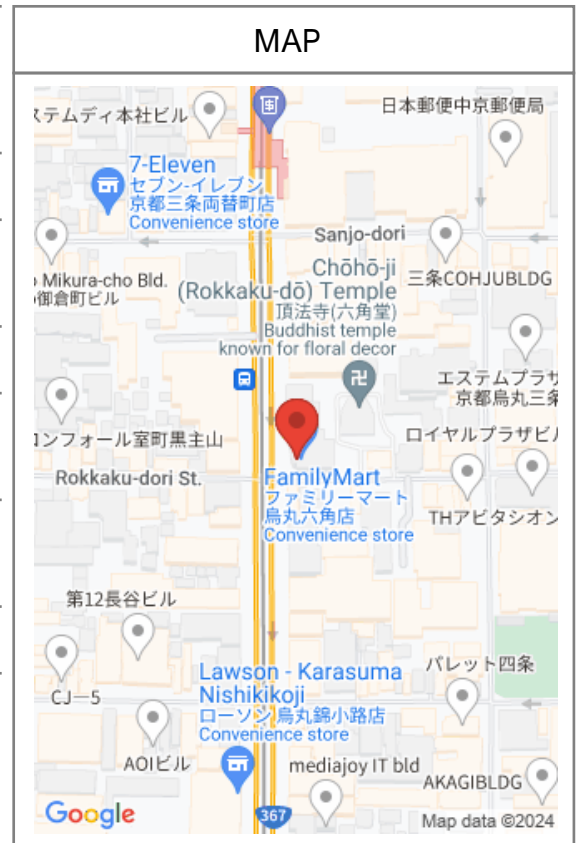 MAP
ステムディ本社ビル
日本郵便中京郵便局
7-Eleven
セブン-イレブン
京都三条両替町店
Convenience store
Sanjo-dori
Mikura-cho Bld.
御倉町ビル
Chōhō-ji
(Rokkaku-dō) Temple
頂法寺(六角堂)
Buddhist temple
known for floral decor
三条COHJUBLDG
エステムプラザ
京都烏丸三条
コンフォール室町黒主山
ロイヤルプラザビル
Rokkaku-dori St.
FamilyMart
ファミリーマート
烏丸六角店
Convenience store
THアビタシオン
第12長谷ビル
Lawson - Karasuma
Nishikikoji
ローソン 烏丸錦小路店
Convenience store
パレット四条
CJ—5
AOIビル
mediajoy IT bld
AKAGIBLDG
Google
367
Map data ©2024